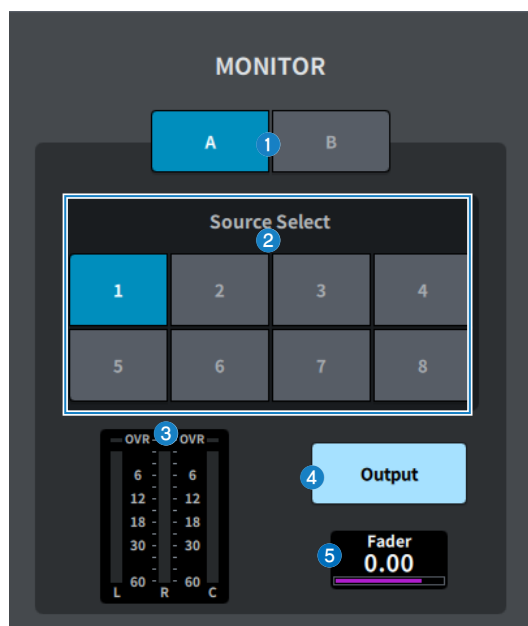 MONITOR
A 1 B
Source Select
2
1 2 3 4
5 6 7 8
OVR 3 OVR
6 6
12 12
18 18
30 30
60 60
L R C
4 Output
5 Fader
0.00